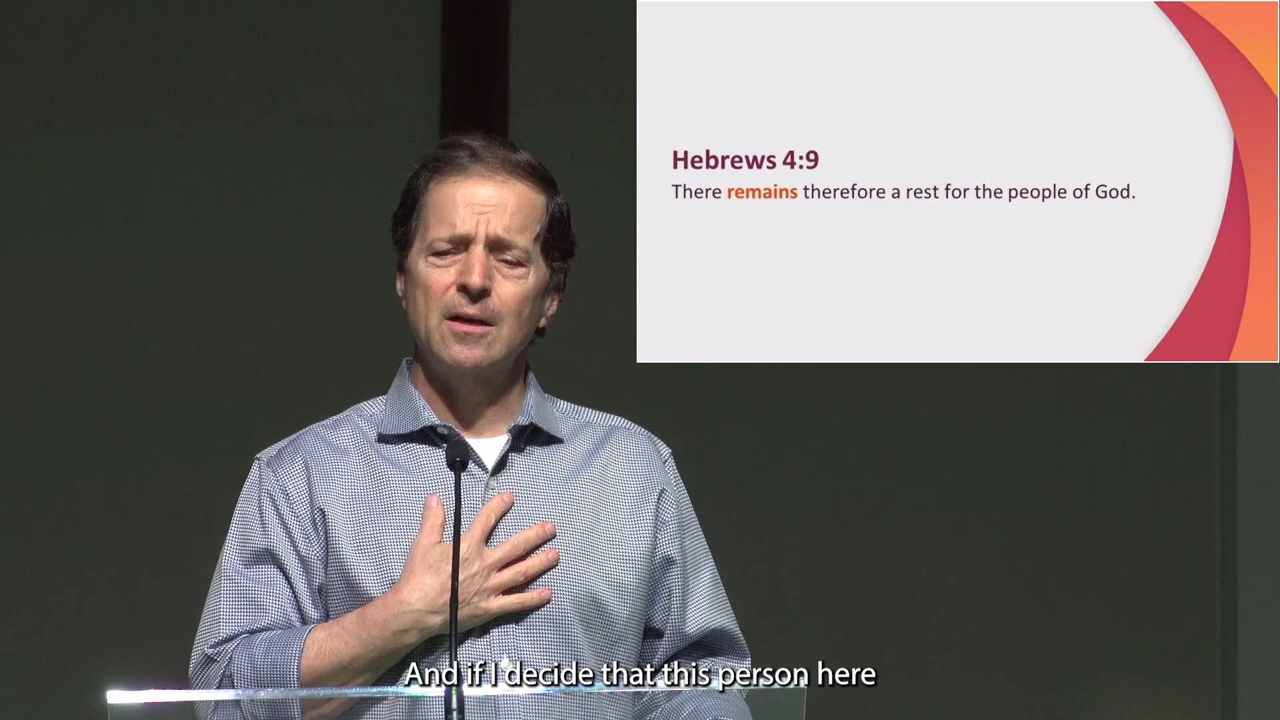 Hebrews 4:9
There remains therefore a rest for the people of God.
And if I decide that this person here